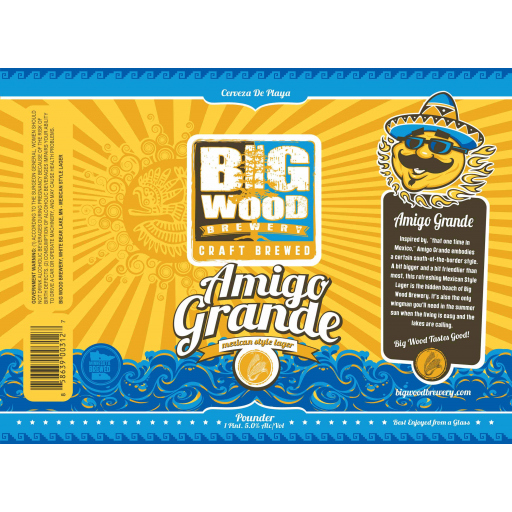 Cerveza De Playa
GOVERNMENT WARNING: (1) ACCORDING TO THE SURGEON GENERAL, WOMEN SHOULD
NOT DRINK ALCOHOLIC BEVERAGES DURING PREGNANCY BECAUSE OF THE RISK OF
BIRTH DEFECTS. (2) CONSUMPTION OF ALCOHOLIC BEVERAGES IMPAIRS YOUR ABILITY
TO DRIVE A CAR OR OPERATE MACHINERY, AND MAY CAUSE HEALTH PROBLEMS.
BIG WOOD BREWERY, WHITE BEAR LAKE, MN. - MEXICAN STYLE LAGER
8 58639 00312 7
BREWED
BIG
WOOD
BREWERY
CRAFT BREWED
Amigo
Grande
mexican style lager
Amigo Grande
Inspired by, "that one time in
Mexico," Amigo Grande embodies
a certain south-of-the-border style.
A bit bigger and a bit friendlier than
most, this refreshing Mexican Style
Lager is the hidden beach of Big
Wood Brewery. It's also the only
wingman you'll need in the summer
sun when the living is easy and the
lakes are calling.
Big Wood Tastes Good!
bigwoodbrewery.com
Pounder
1 Pint. 5.0% Alc/Vol
Best Enjoyed from a Glass